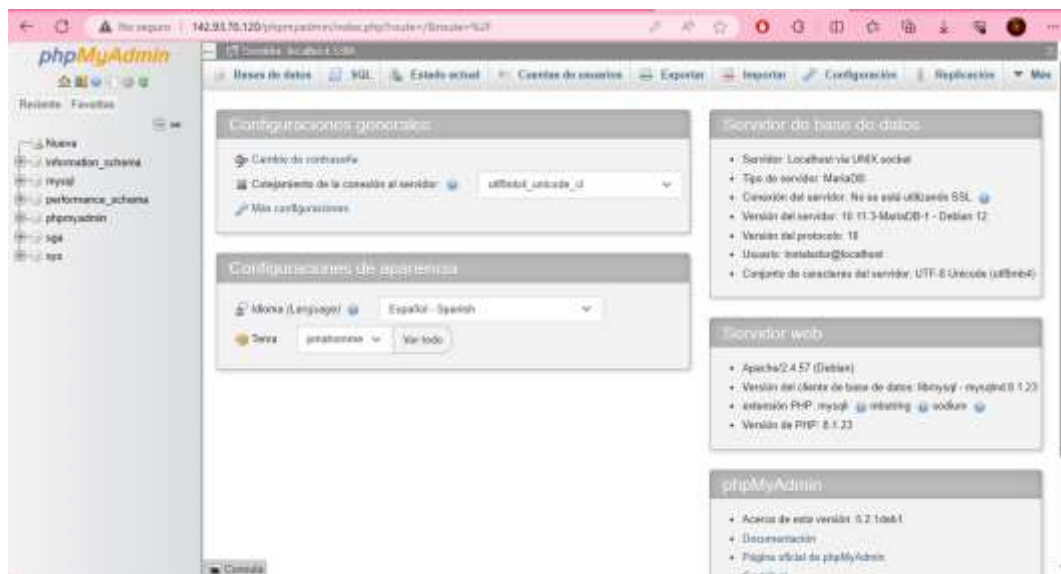 No seguro
142.93.70.120/phpmyadmin/index.php?route=/&route=%2F
phpMyAdmin
Servidor: localhost:3306
Bases de datos SQL Estado actual Cuentas de usuarios Exportar Importar Configuración Replicación Más
Reciente Favoritas
Nueva
information_schema
mysql
performance_schema
phpmyadmin
sga
sys
Configuraciones generales
Cambio de contraseña
Cotejamiento de la conexión al servidor: utf8mb4_unicode_ci
Más configuraciones
Configuraciones de apariencia
Idioma (Language) Español - Spanish
Tema pmahomme Ver todo
Servidor de base de datos
Servidor: Localhost via UNIX socket
Tipo de servidor: MariaDB
Conexión del servidor: No se está utilizando SSL
Versión del servidor: 10.11.3-MariaDB-1 - Debian 12
Versión del protocolo: 10
Usuario: instalador@localhost
Conjunto de caracteres del servidor: UTF-8 Unicode (utf8mb4)
Servidor web
Apache/2.4.57 (Debian)
Versión del cliente de base de datos: libmysql - mysqlnd 8.1.23
extensión PHP: mysqli mbstring sodium
Versión de PHP: 8.1.23
phpMyAdmin
Acerca de esta versión: 5.2.1deb1
Documentación
Página oficial de phpMyAdmin
Consola